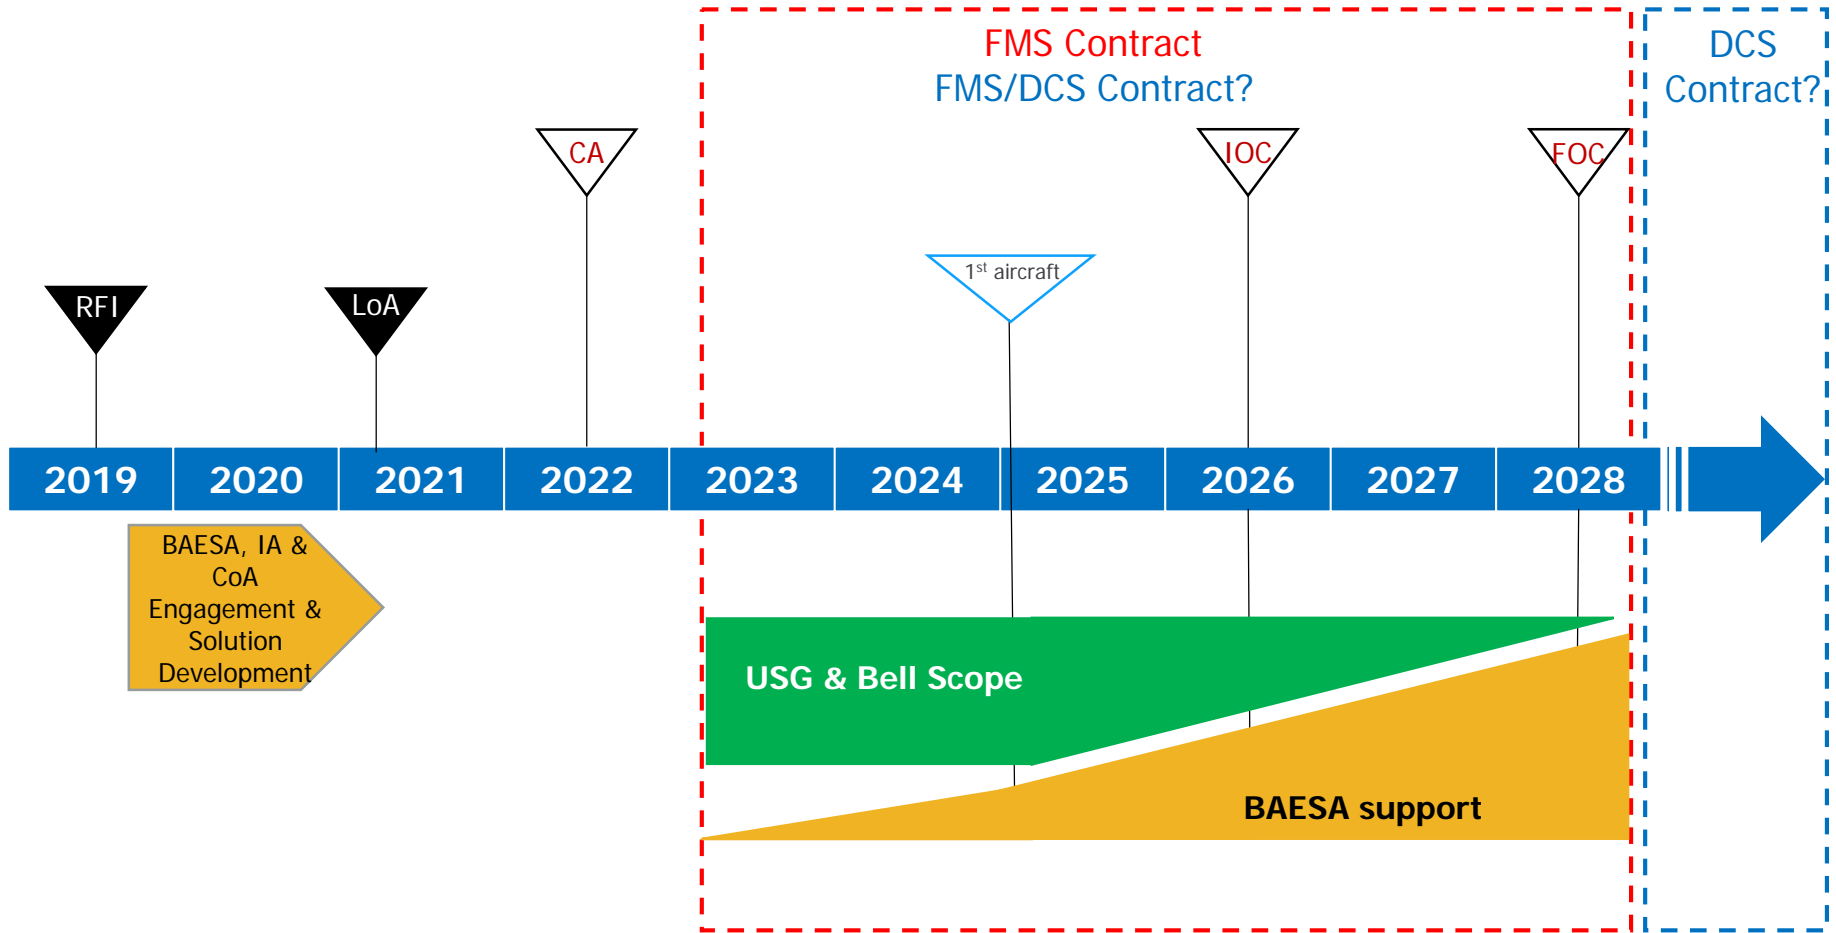 FMS Contract
FMS/DCS Contract?
DCS
Contract?
CA
IOC
FOC
1st aircraft
RFI
LoA
2019 2020 2021 2022 2023 2024 2025 2026 2027 2028
BAESA, IA &
CoA
Engagement &
Solution
Development
USG & Bell Scope
BAESA support